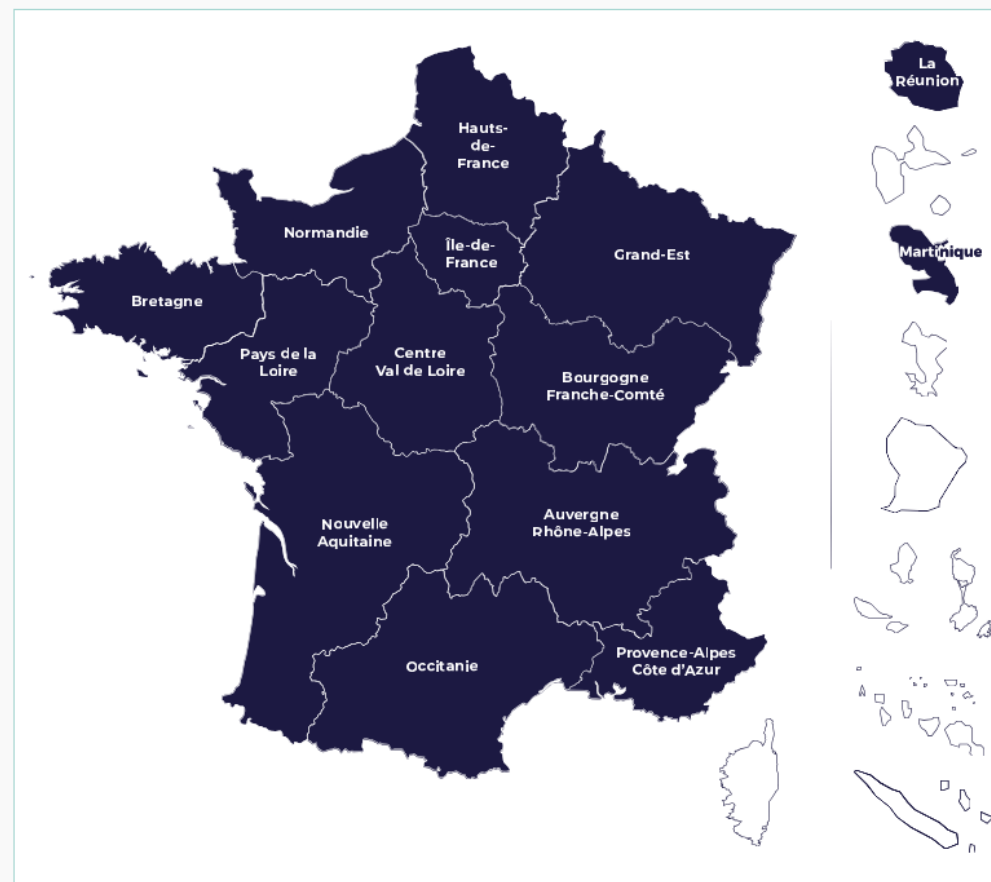 Hauts-
de-
France
Normandie
Île-de-
France
Grand-Est
Bretagne
Pays de la
Loire
Centre
Val de Loire
Bourgogne
Franche-Comté
Nouvelle
Aquitaine
Auvergne
Rhône-Alpes
Occitanie
Provence-Alpes
Côte d'Azur
La
Réunion
Martinique